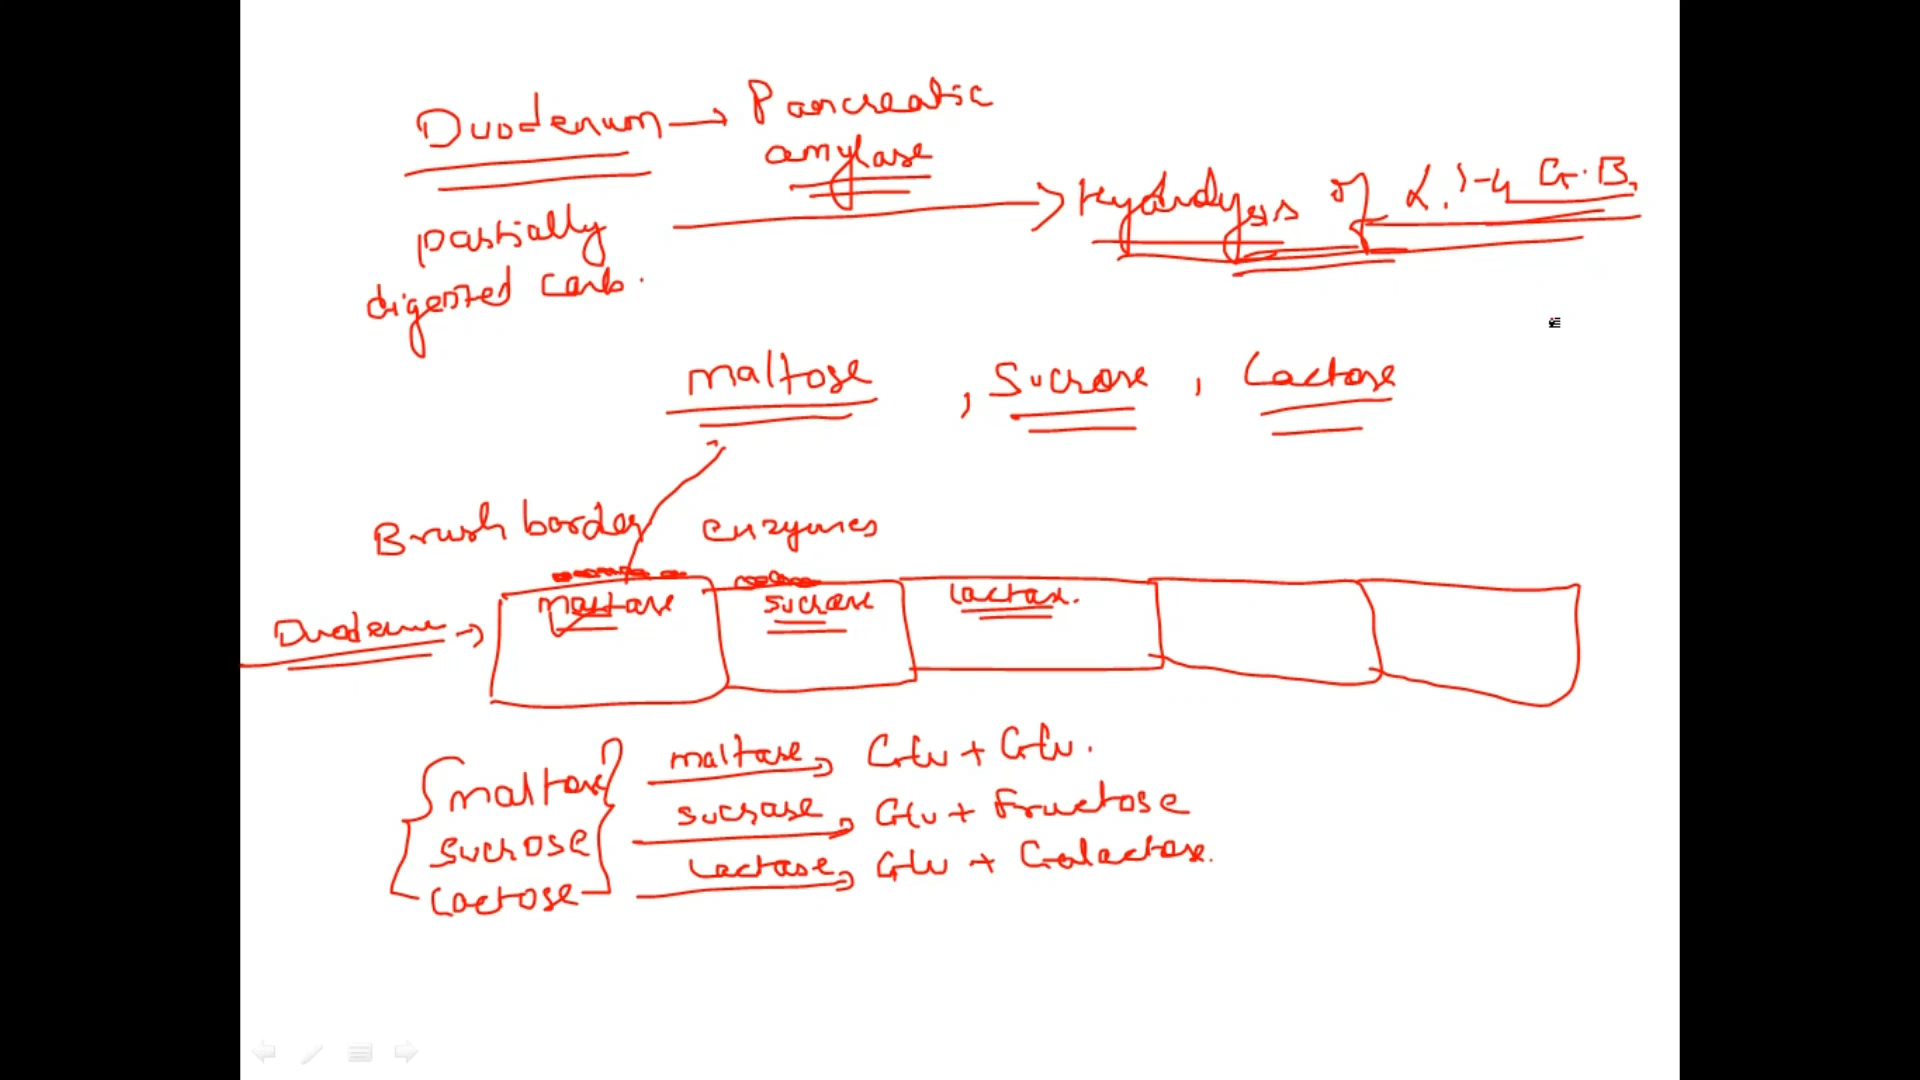 Duodenum → Pancreatic
amylase
partially → Hydrolysis of α.1-4 G.B.
digested carb.
maltose, Sucrose, Lactose
Brush border enzymes
Duodenum → maltase sucrase Lactase.
maltose maltase → Glu + Glu.
Sucrose sucrase → Glu + Fructose
Lactose Lactase → Glu + Galactose.